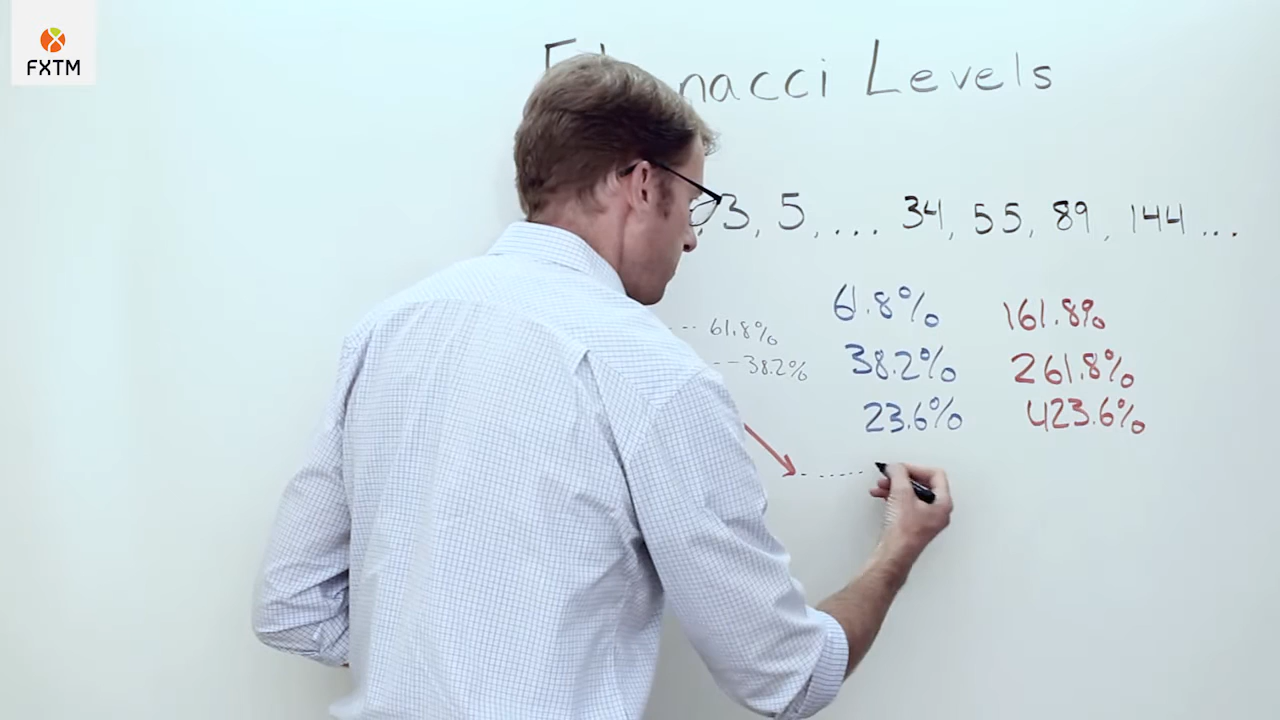 FXTM
nacci Levels
3, 5, ... 34, 55, 89, 144 ...
61.8% 161.8%
61.8%
38.2% 261.8%
38.2%
23.6% 423.6%